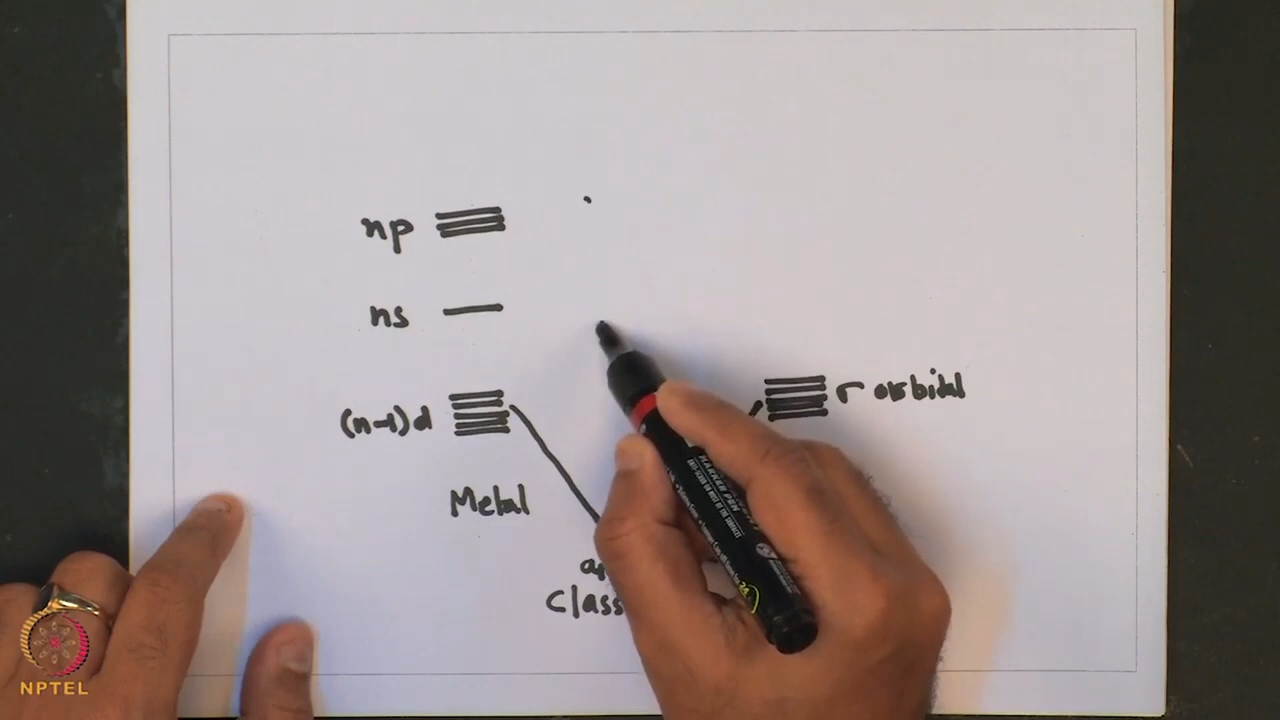 np
ns
(n-1)d
σ orbital
Metal
Class
NPTEL